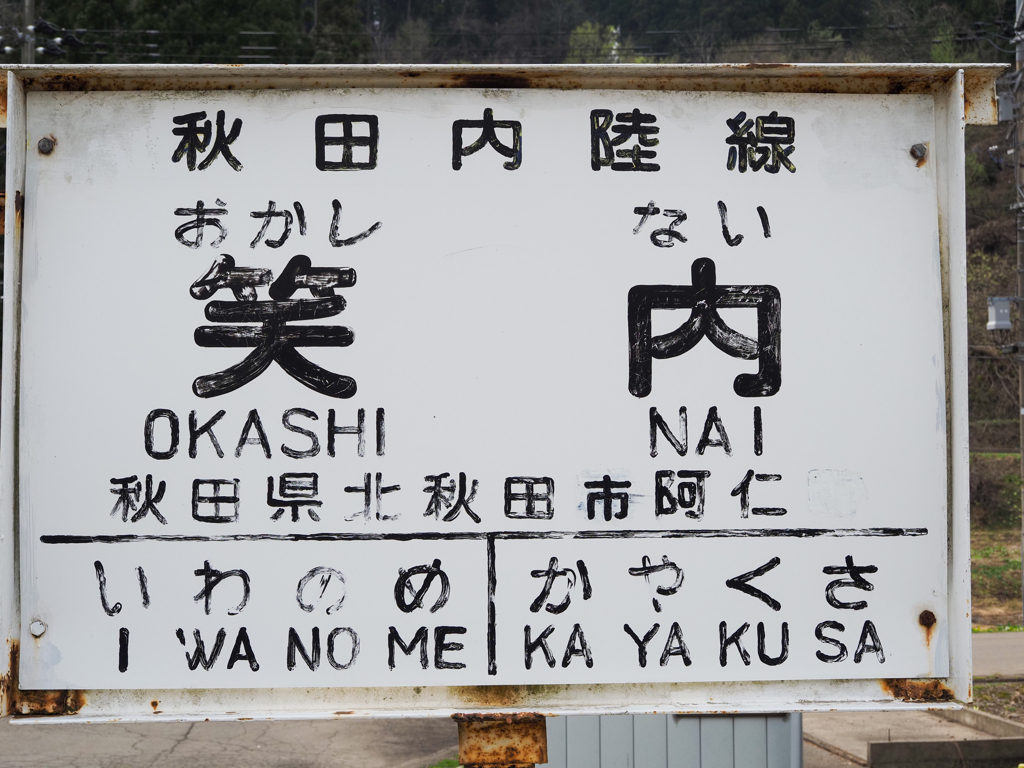 秋田内陸線
おかし ない
笑 内
OKASHI NAI
秋田県北秋田市阿仁
いわのめ かやくさ
I WA NO ME KA YA KU SA